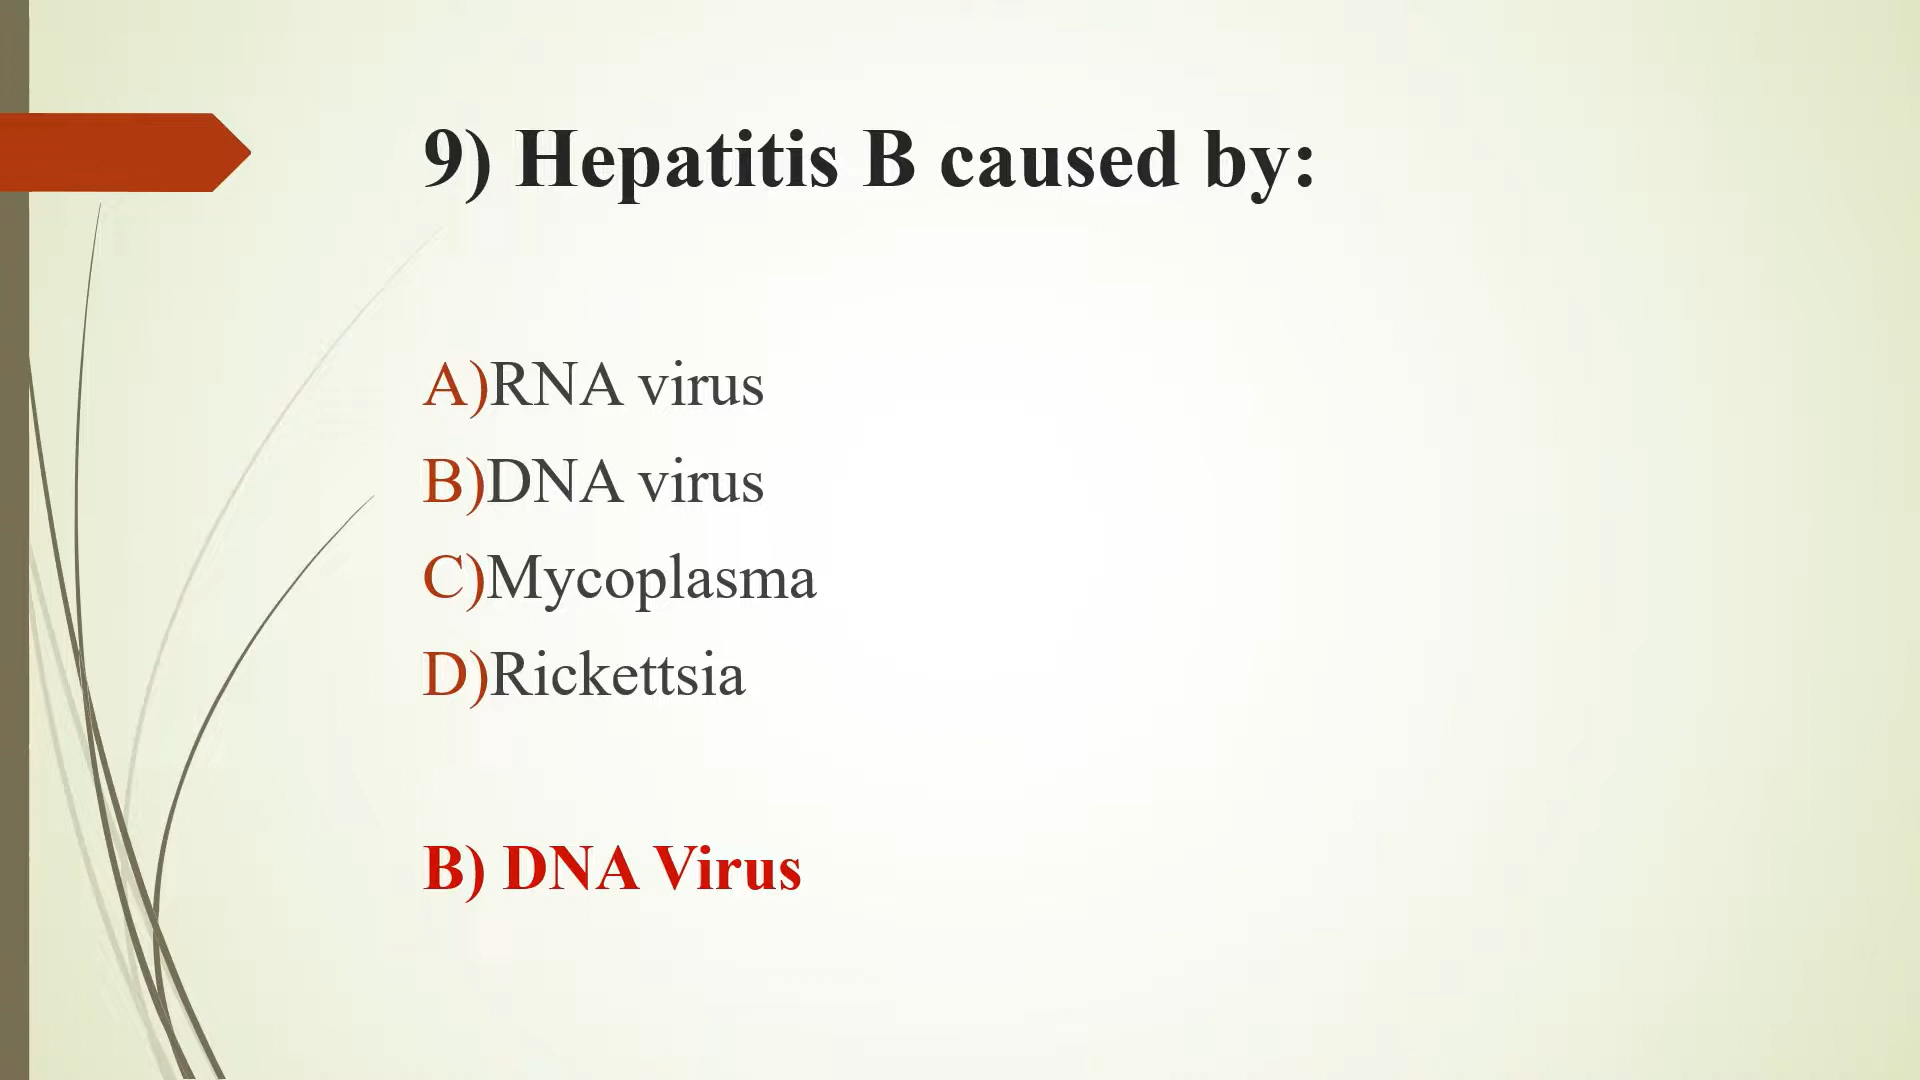 9) Hepatitis B caused by:
A)RNA virus
B)DNA virus
C)Mycoplasma
D)Rickettsia
B) DNA Virus